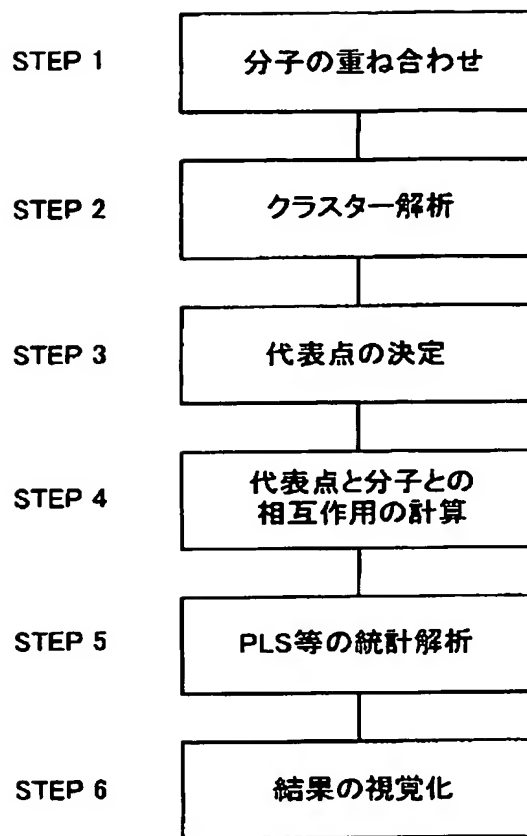 STEP 1 分子の重ね合わせ
STEP 2 クラスター解析
STEP 3 代表点の決定
STEP 4 代表点と分子との
相互作用の計算
STEP 5 PLS等の統計解析
STEP 6 結果の視覚化